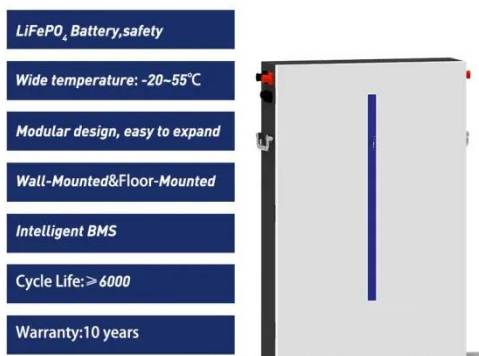 LiFePO₄ Battery,safety
Wide temperature: -20~55℃
Modular design, easy to expand
Wall-Mounted&Floor-Mounted
Intelligent BMS
Cycle Life:≥6000
Warranty:10 years